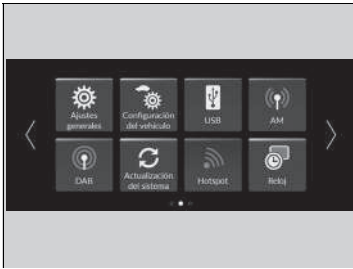 Ajustes
generales
Configuración
del vehículo
USB
AM
DAB
Actualización
del sistema
Hotspot
Reloj